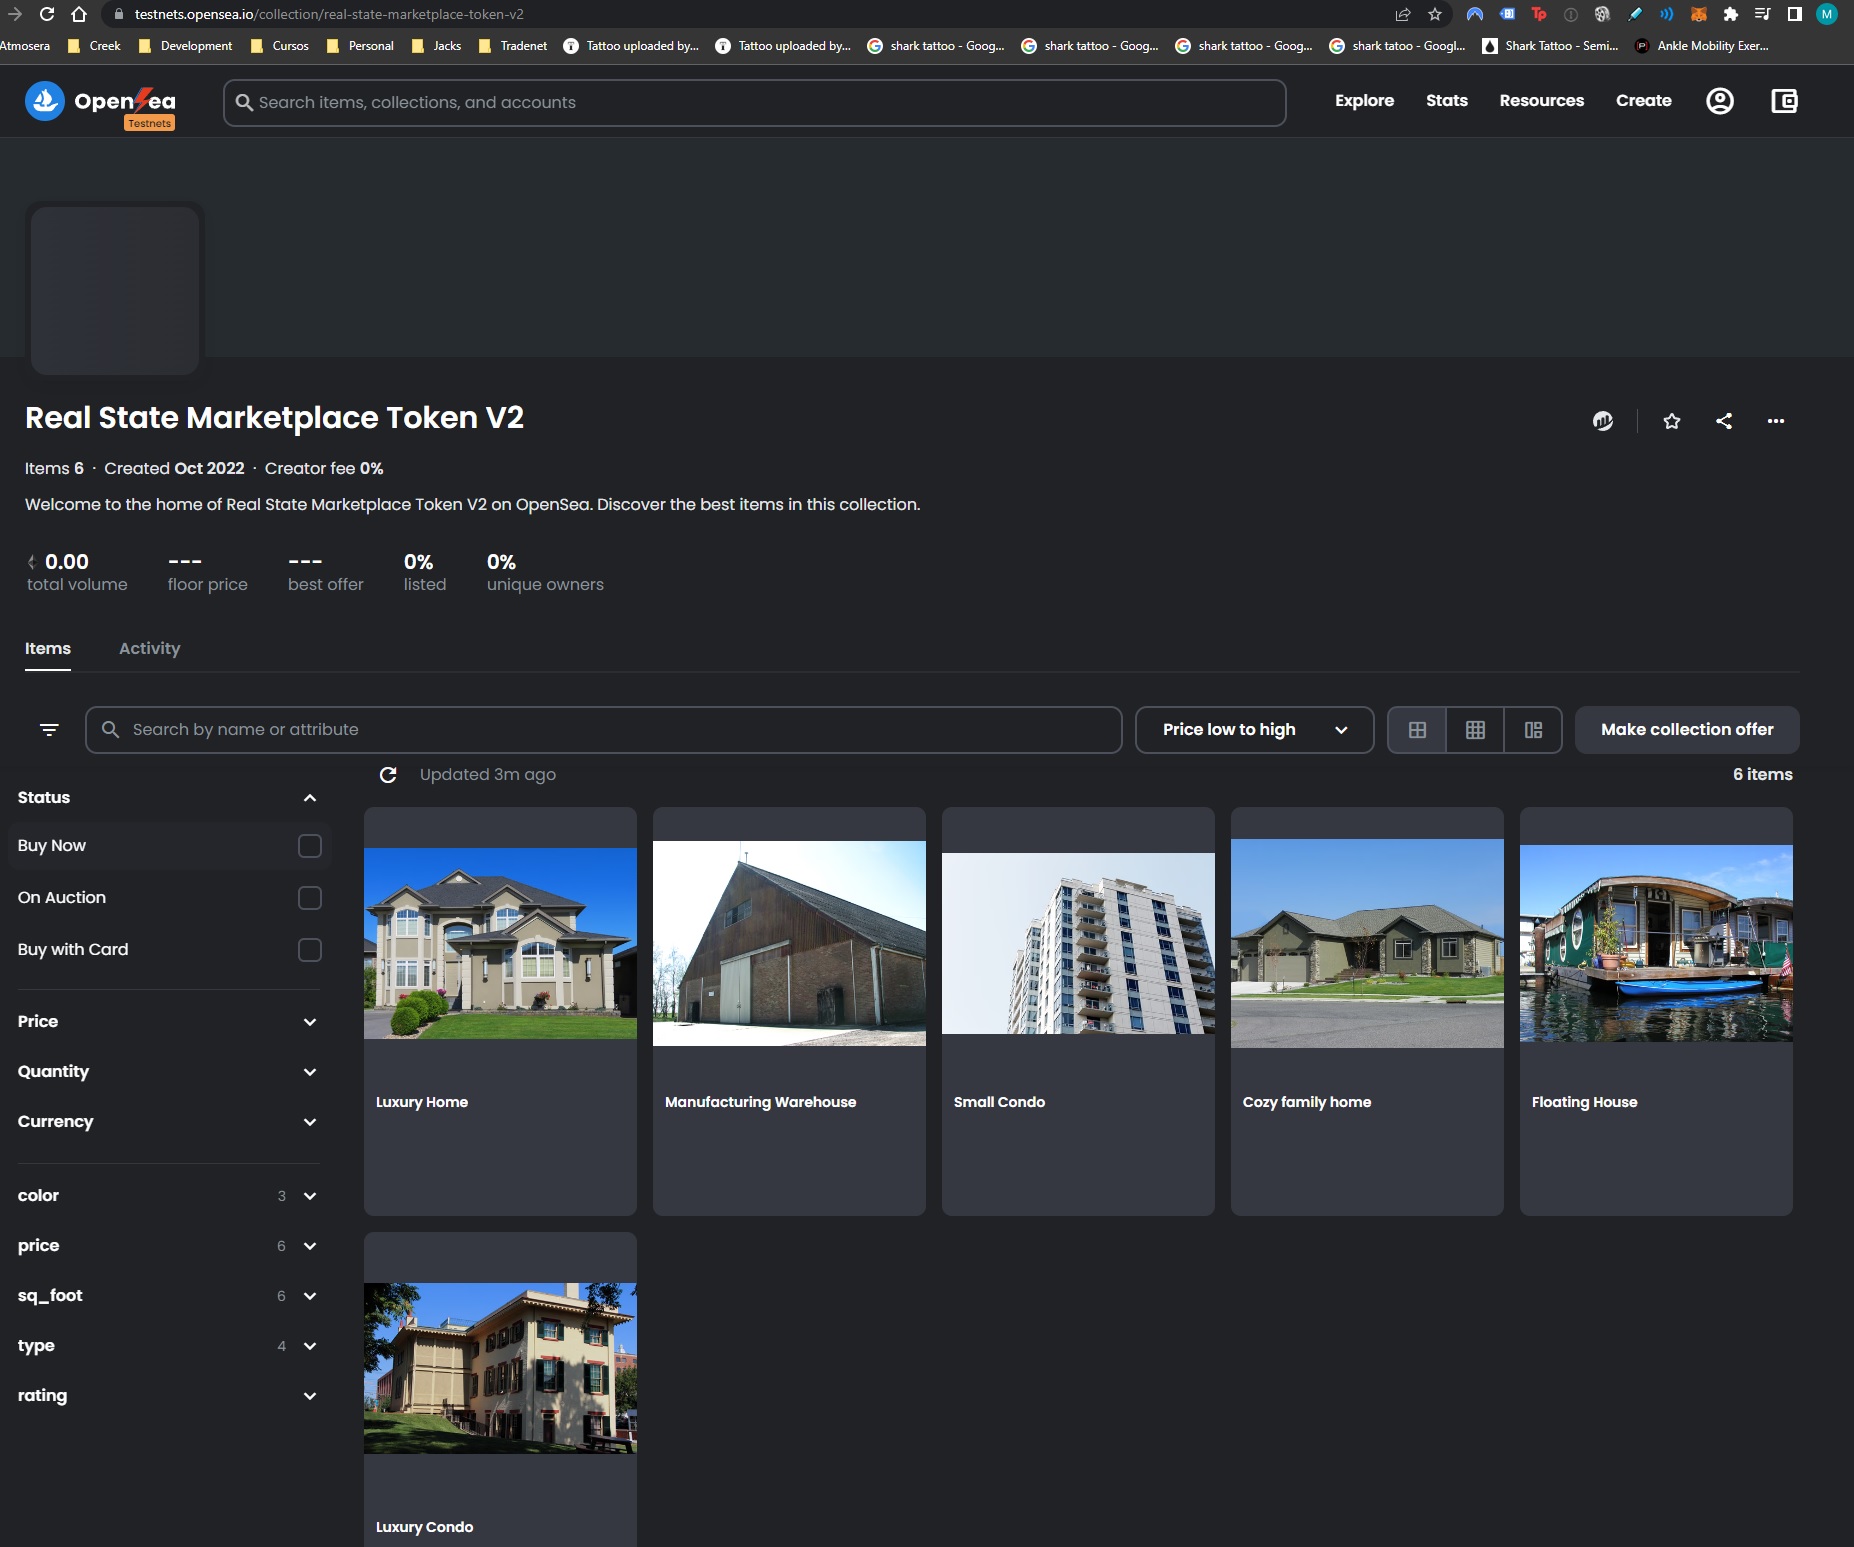 testnets.opensea.io/collection/real-state-marketplace-token-v2
Atmosera Creek Development Cursos Personal Jacks Tradenet Tattoo uploaded by... Tattoo uploaded by... shark tattoo - Goog... shark tattoo - Goog... shark tattoo - Goog... shark tatoo - Googl... Shark Tattoo - Semi... Ankle Mobility Exer...
OpenSea
Testnets
Search items, collections, and accounts
Explore Stats Resources Create
Real State Marketplace Token V2
Items 6 · Created Oct 2022 · Creator fee 0%
Welcome to the home of Real State Marketplace Token V2 on OpenSea. Discover the best items in this collection.
0.00 --- --- 0% 0%
total volume floor price best offer listed unique owners
Items Activity
Search by name or attribute
Price low to high
Make collection offer
Updated 3m ago
6 items
Status
Buy Now
On Auction
Buy with Card
Price
Quantity
Currency
color 3
price 6
sq_foot 6
type 4
rating
Luxury Home
Manufacturing Warehouse
Small Condo
Cozy family home
Floating House
Luxury Condo